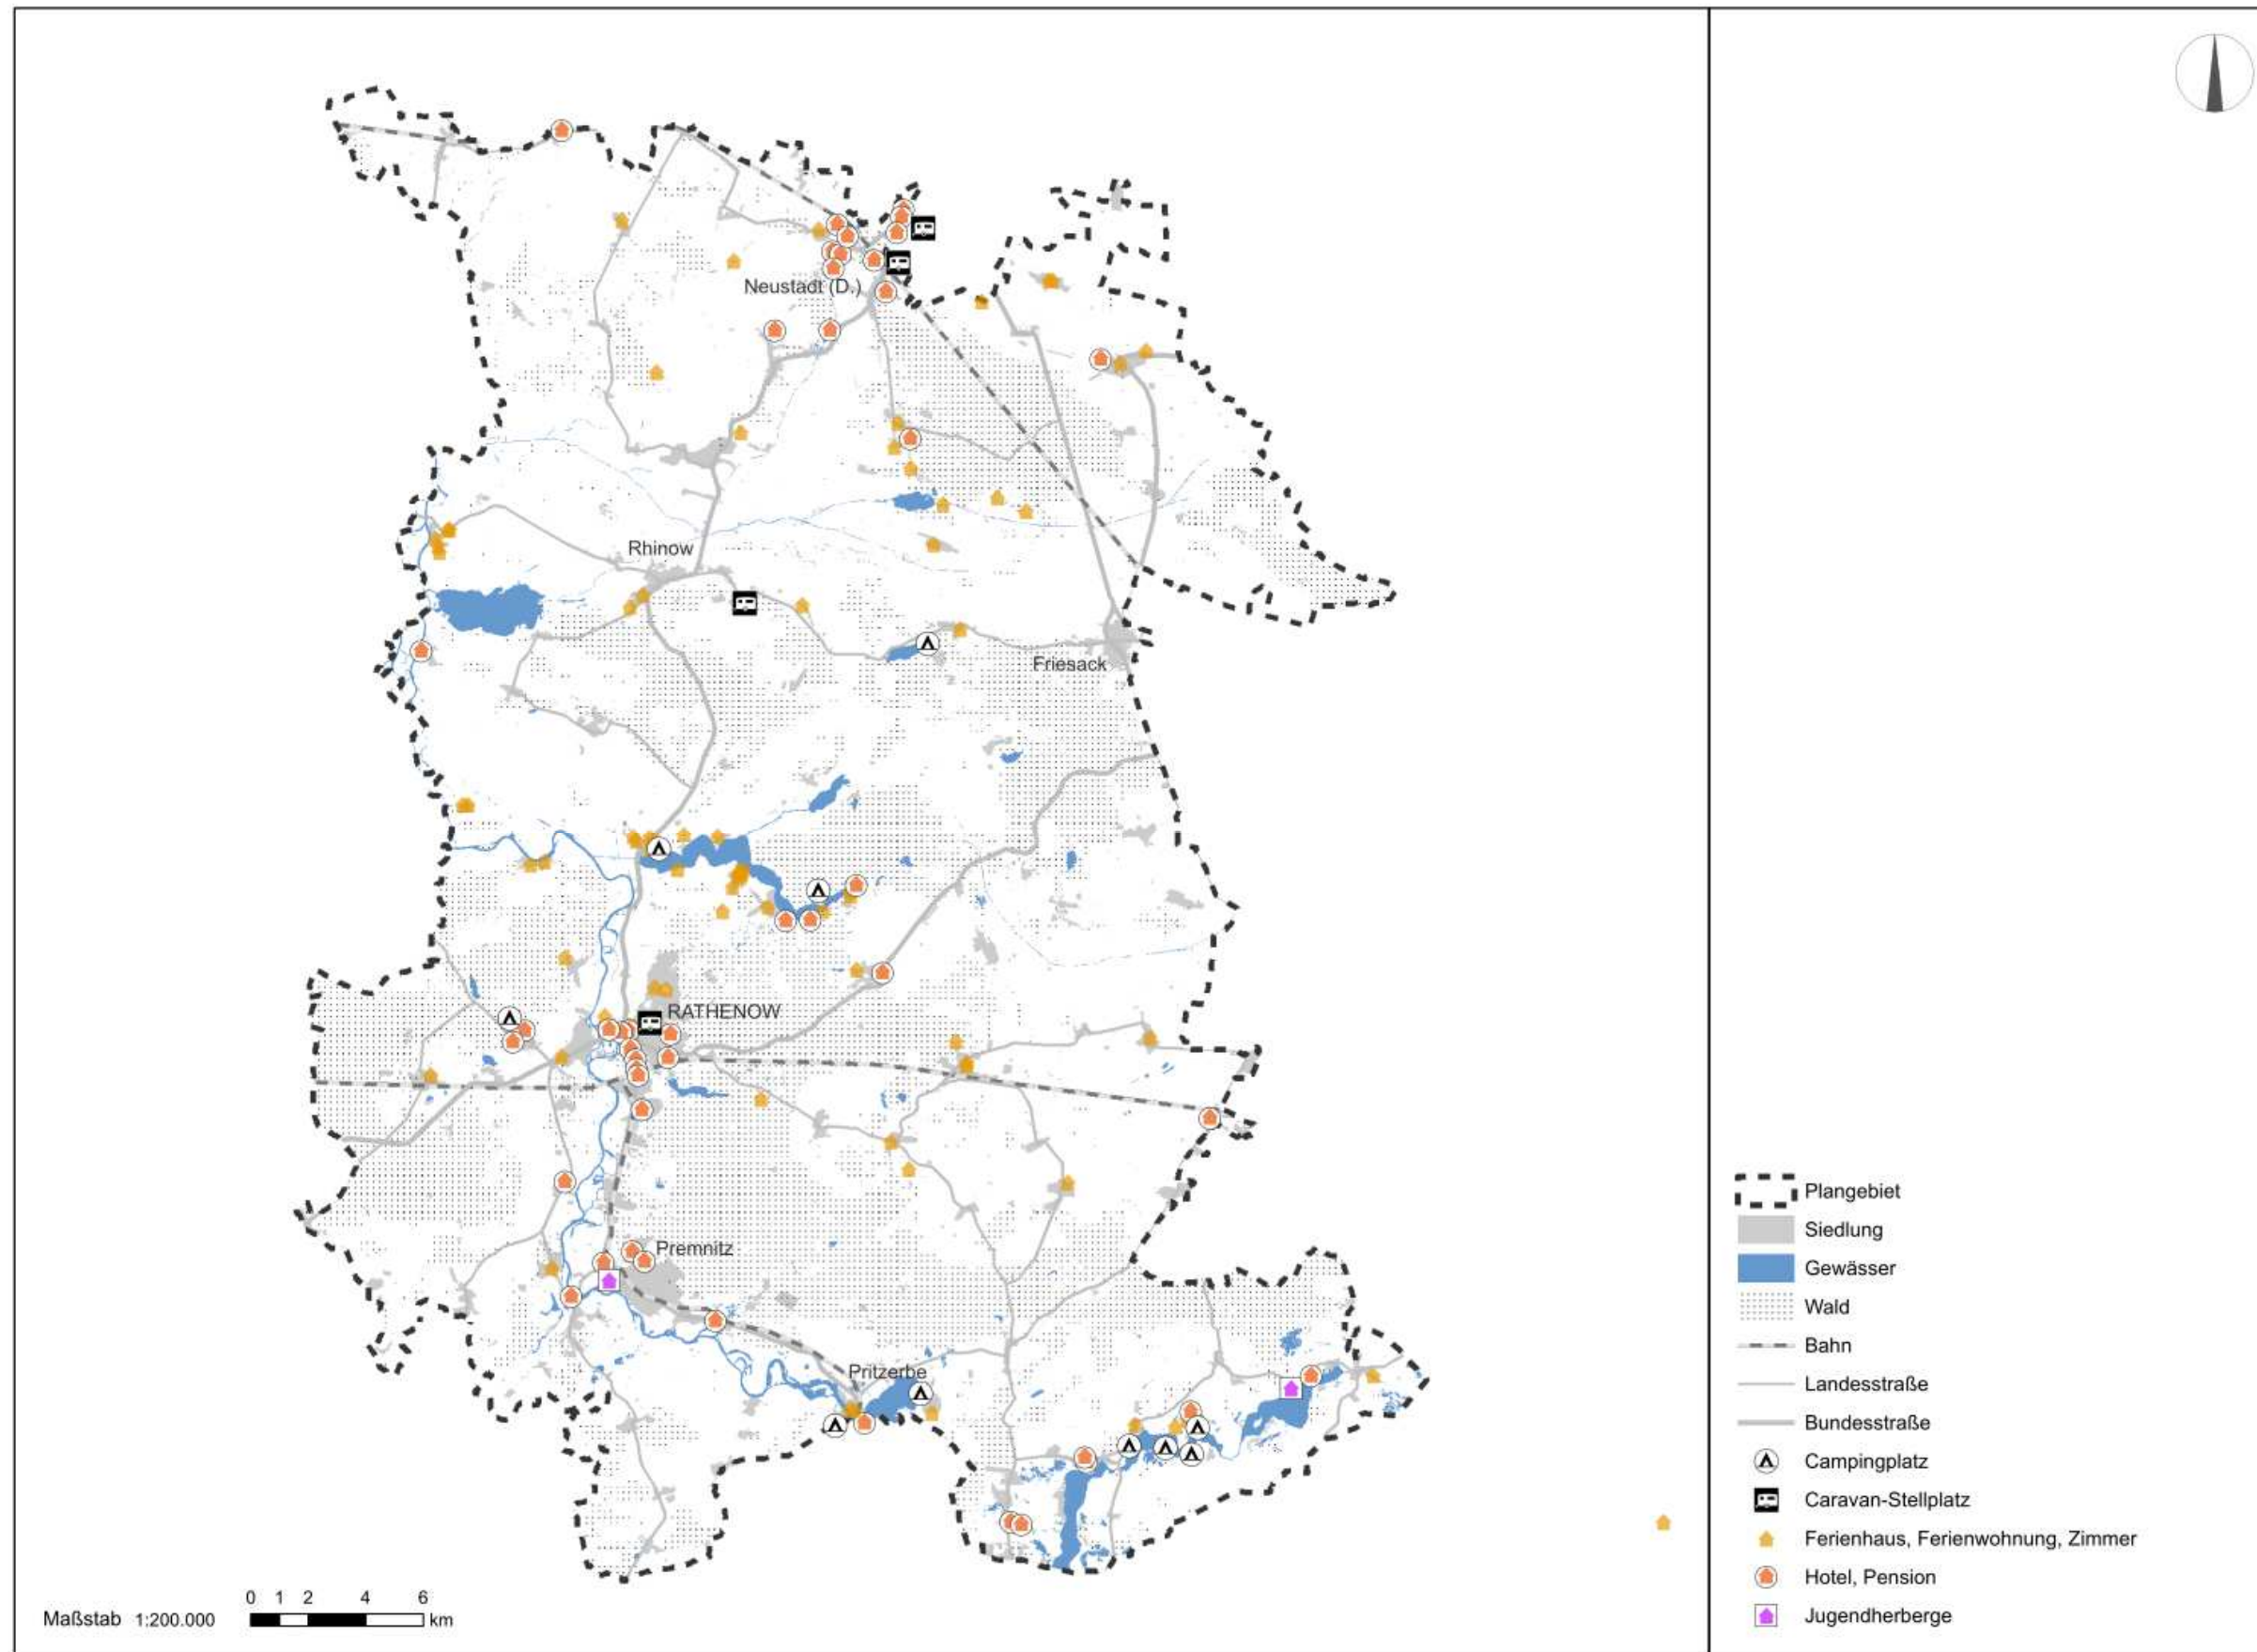 Neustadt (D.)
Rhinow
Friesack
RATHENOW
Premnitz
Pritzerbe
Maßstab 1:200.000
0 1 2 4 6
km
Plangebiet
Siedlung
Gewässer
Wald
Bahn
Landesstraße
Bundesstraße
Campingplatz
Caravan-Stellplatz
Ferienhaus, Ferienwohnung, Zimmer
Hotel, Pension
Jugendherberge